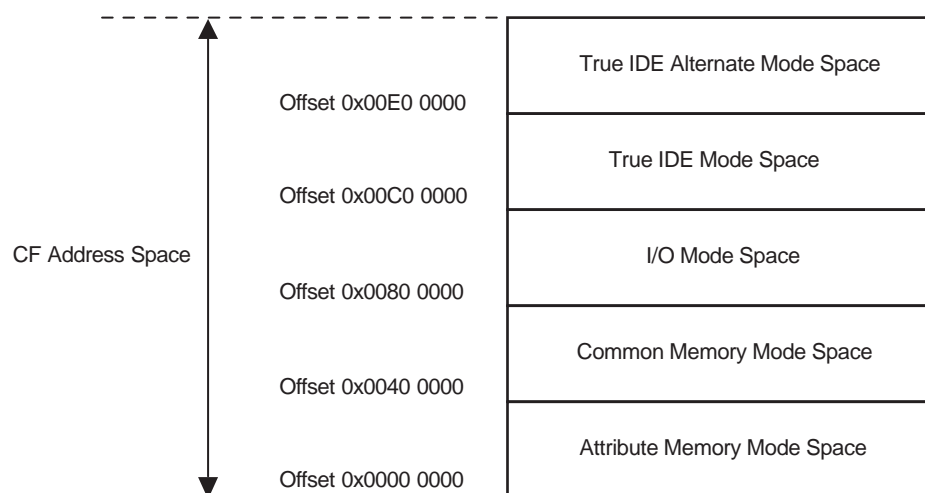 True IDE Alternate Mode Space
Offset 0x00E0 0000
True IDE Mode Space
Offset 0x00C0 0000
CF Address Space
I/O Mode Space
Offset 0x0080 0000
Common Memory Mode Space
Offset 0x0040 0000
Attribute Memory Mode Space
Offset 0x0000 0000